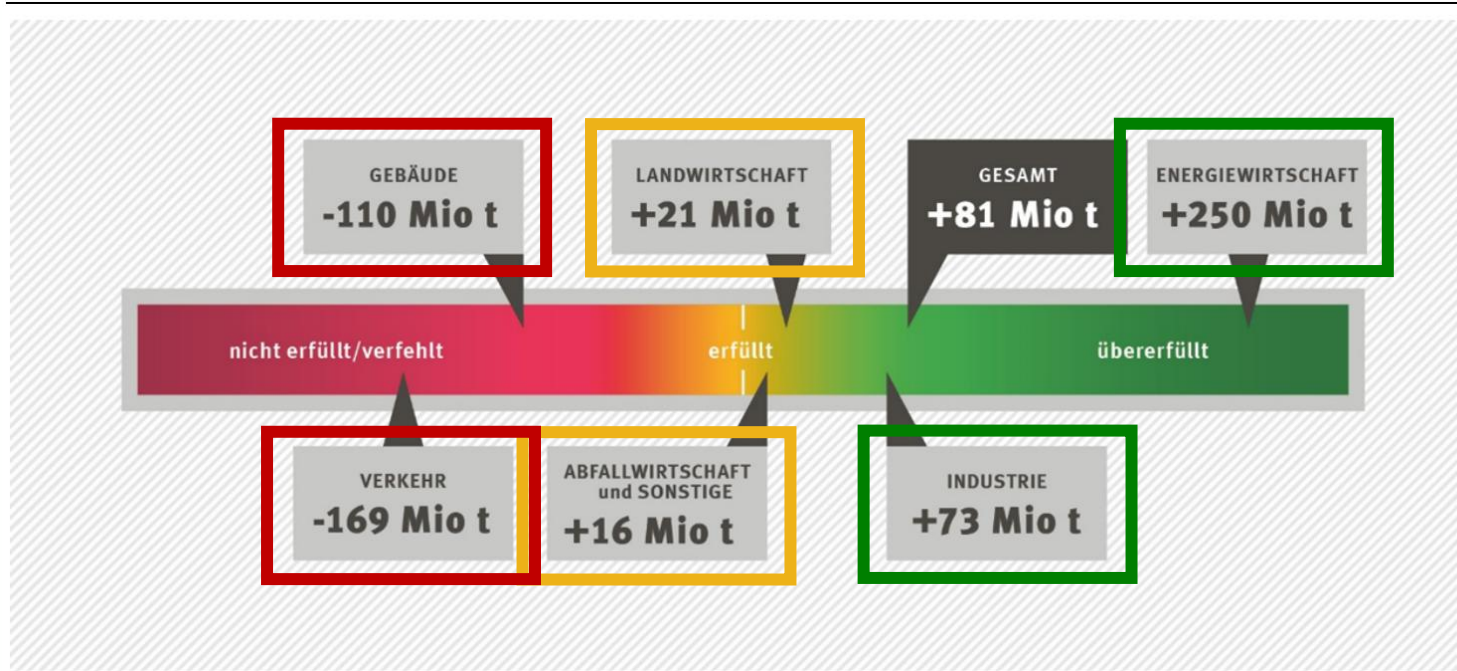 GEBÄUDE
-110 Mio t
LANDWIRTSCHAFT
+21 Mio t
GESAMT
+81 Mio t
ENERGIEWIRTSCHAFT
+250 Mio t
nicht erfüllt/verfehlt
erfüllt
übererfüllt
VERKEHR
-169 Mio t
ABFALLWIRTSCHAFT
und SONSTIGE
+16 Mio t
INDUSTRIE
+73 Mio t